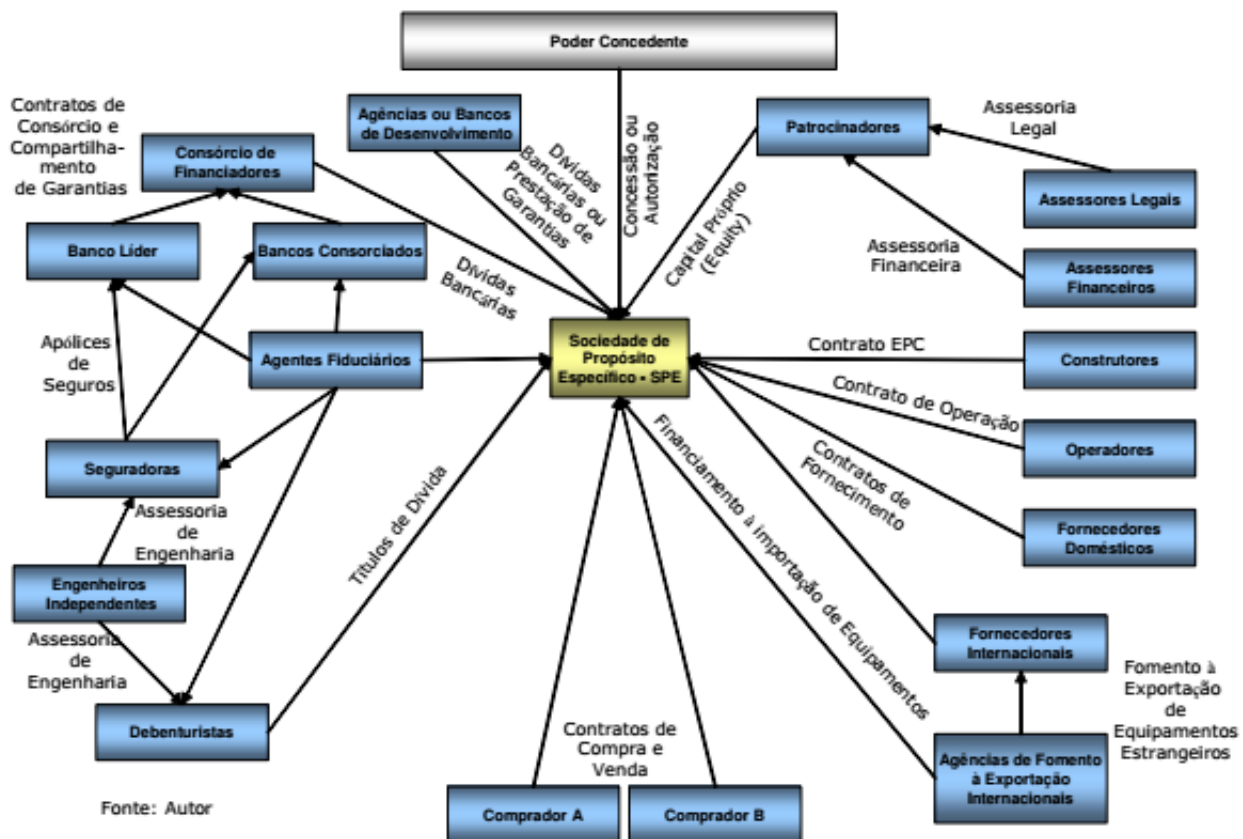 Poder Concedente
Contratos de
Consórcio e
Compartilha-
mento
de Garantias
Consórcio de
Financiadores
Agências ou Bancos
de Desenvolvimento
Dívidas
Bancárias ou
Prestação de
Garantias
Concessão ou
Autorização
Patrocinadores
Assessoria
Legal
Assessores Legais
Banco Líder
Bancos Consorciados
Dívidas
Bancárias
Capital Próprio
(Equity)
Assessoria
Financeira
Assessores
Financeiros
Apólices
de
Seguros
Agentes Fiduciários
Sociedade de
Propósito
Específico - SPE
Contrato EPC
Construtores
Contrato de Operação
Operadores
Seguradoras
Contratos de
Fornecimento
Fornecedores
Domésticos
Assessoria
de
Engenharia
Títulos de Dívida
Financiamento à importação de Equipamentos
Engenheiros
Independentes
Assessoria
de
Engenharia
Fornecedores
Internacionais
Fomento à
Exportação
de
Equipamentos
Estrangeiros
Debenturistas
Contratos de
Compra e
Venda
Agências de Fomento
à Exportação
Internacionais
Fonte: Autor
Comprador A
Comprador B